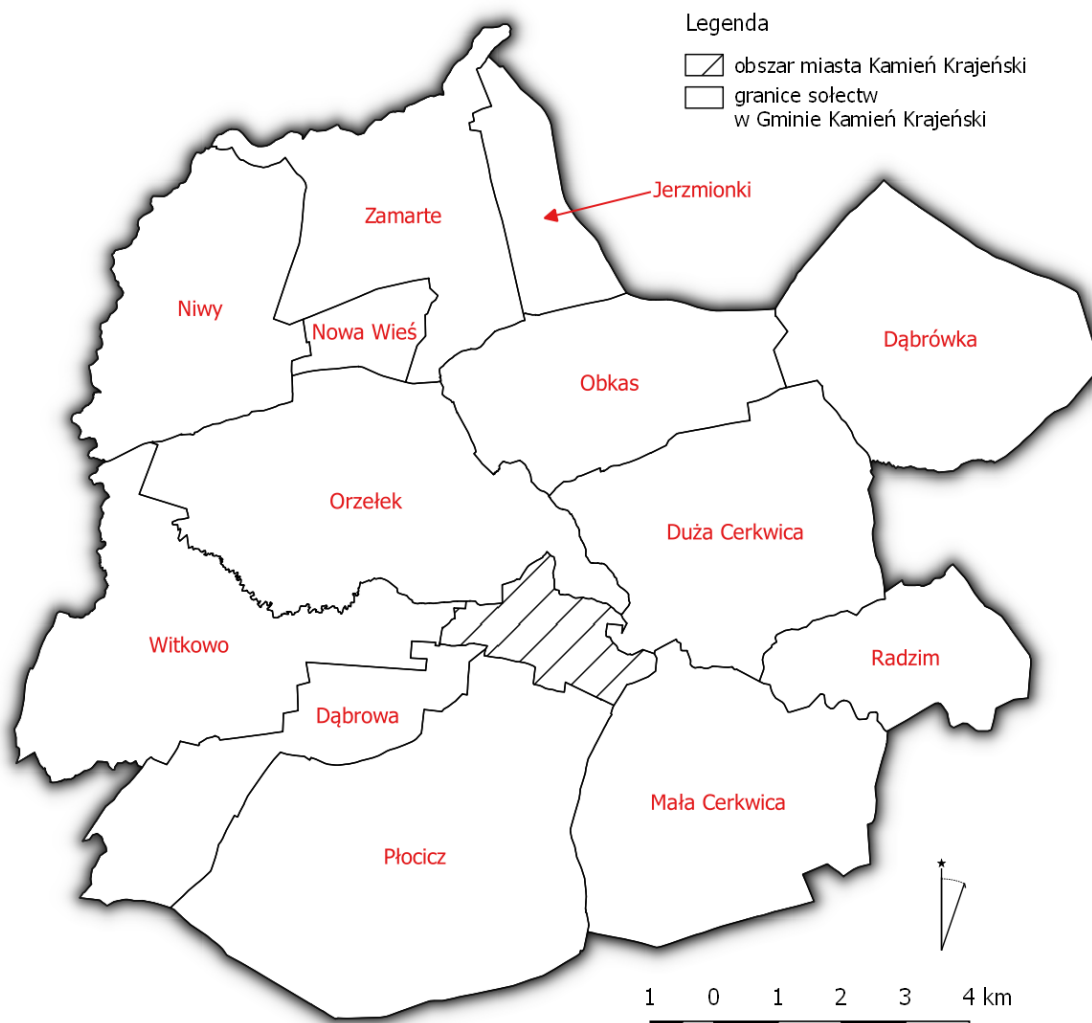 Legenda
obszar miasta Kamień Krajeński
granice sołectw
w Gminie Kamień Krajeński
Jerzmionki
Zamarte
Niwy
Nowa Wieś
Dąbrówka
Obkas
Orzełek
Duża Cerkwica
Witkowo
Radzim
Dąbrowa
Mała Cerkwica
Płocicz
1 0 1 2 3 4 km